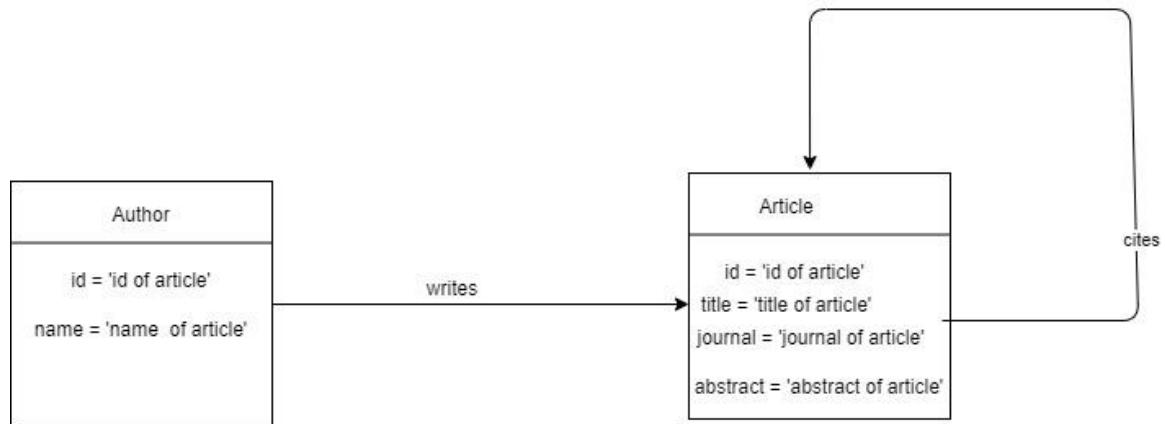 Author
id = 'id of article'
name = 'name  of article'
writes
Article
id = 'id of article'
title = 'title of article'
journal = 'journal of article'
abstract = 'abstract of article'
cites